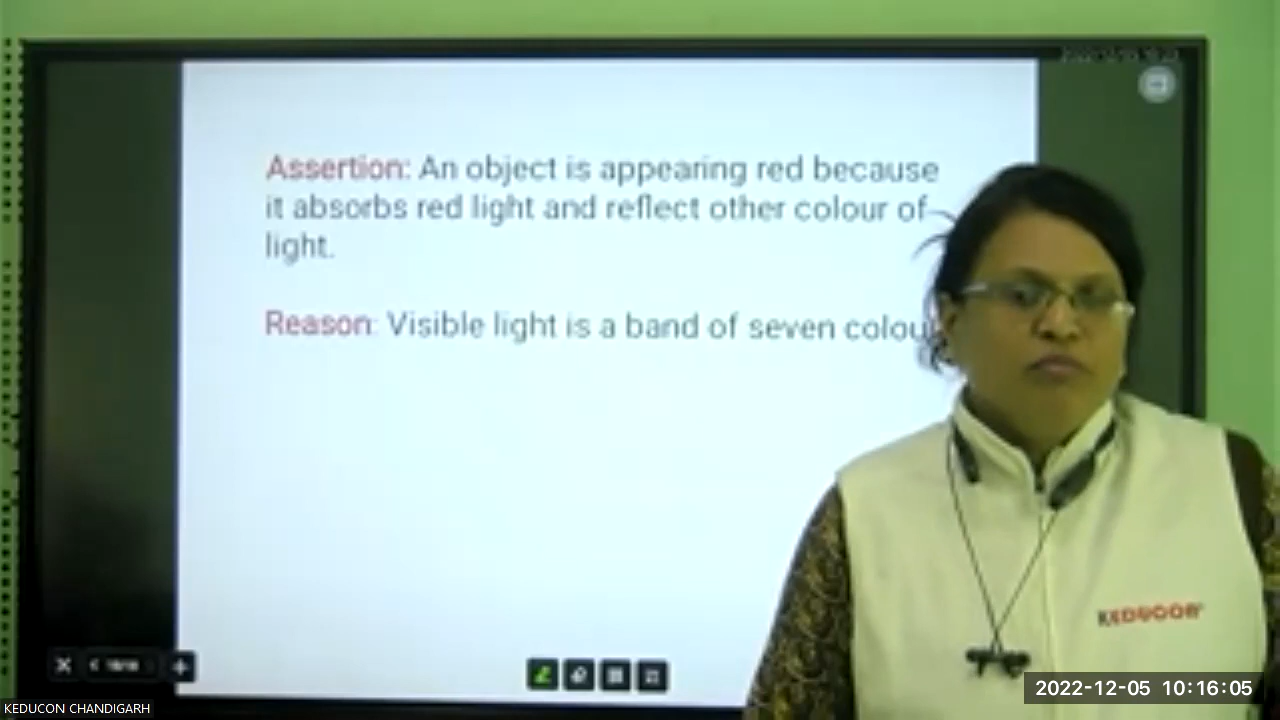 Assertion: An object is appearing red because
it absorbs red light and reflect other colour of
light.
Reason: Visible light is a band of seven
KEDUCON
KEDUCON CHANDIGARH
2022-12-05 10:16:05